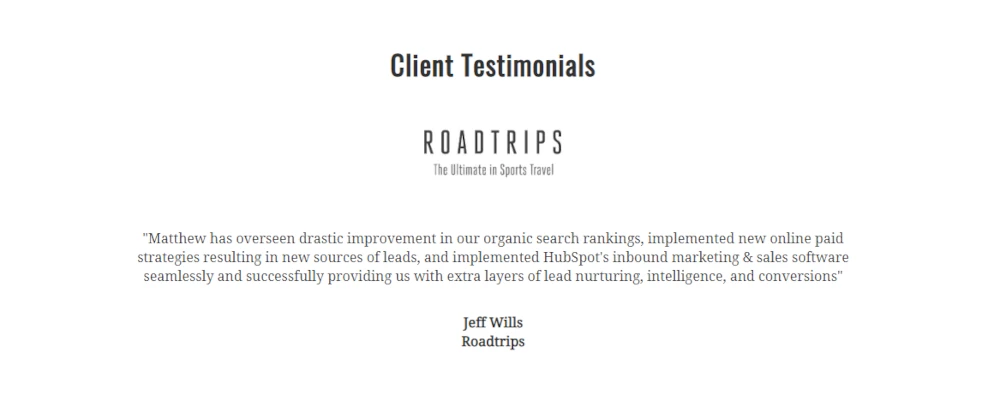 Client Testimonials
ROADTRIPS
The Ultimate in Sports Travel
"Matthew has overseen drastic improvement in our organic search rankings, implemented new online paid
strategies resulting in new sources of leads, and implemented HubSpot's inbound marketing & sales software
seamlessly and successfully providing us with extra layers of lead nurturing, intelligence, and conversions"
Jeff Wills
Roadtrips